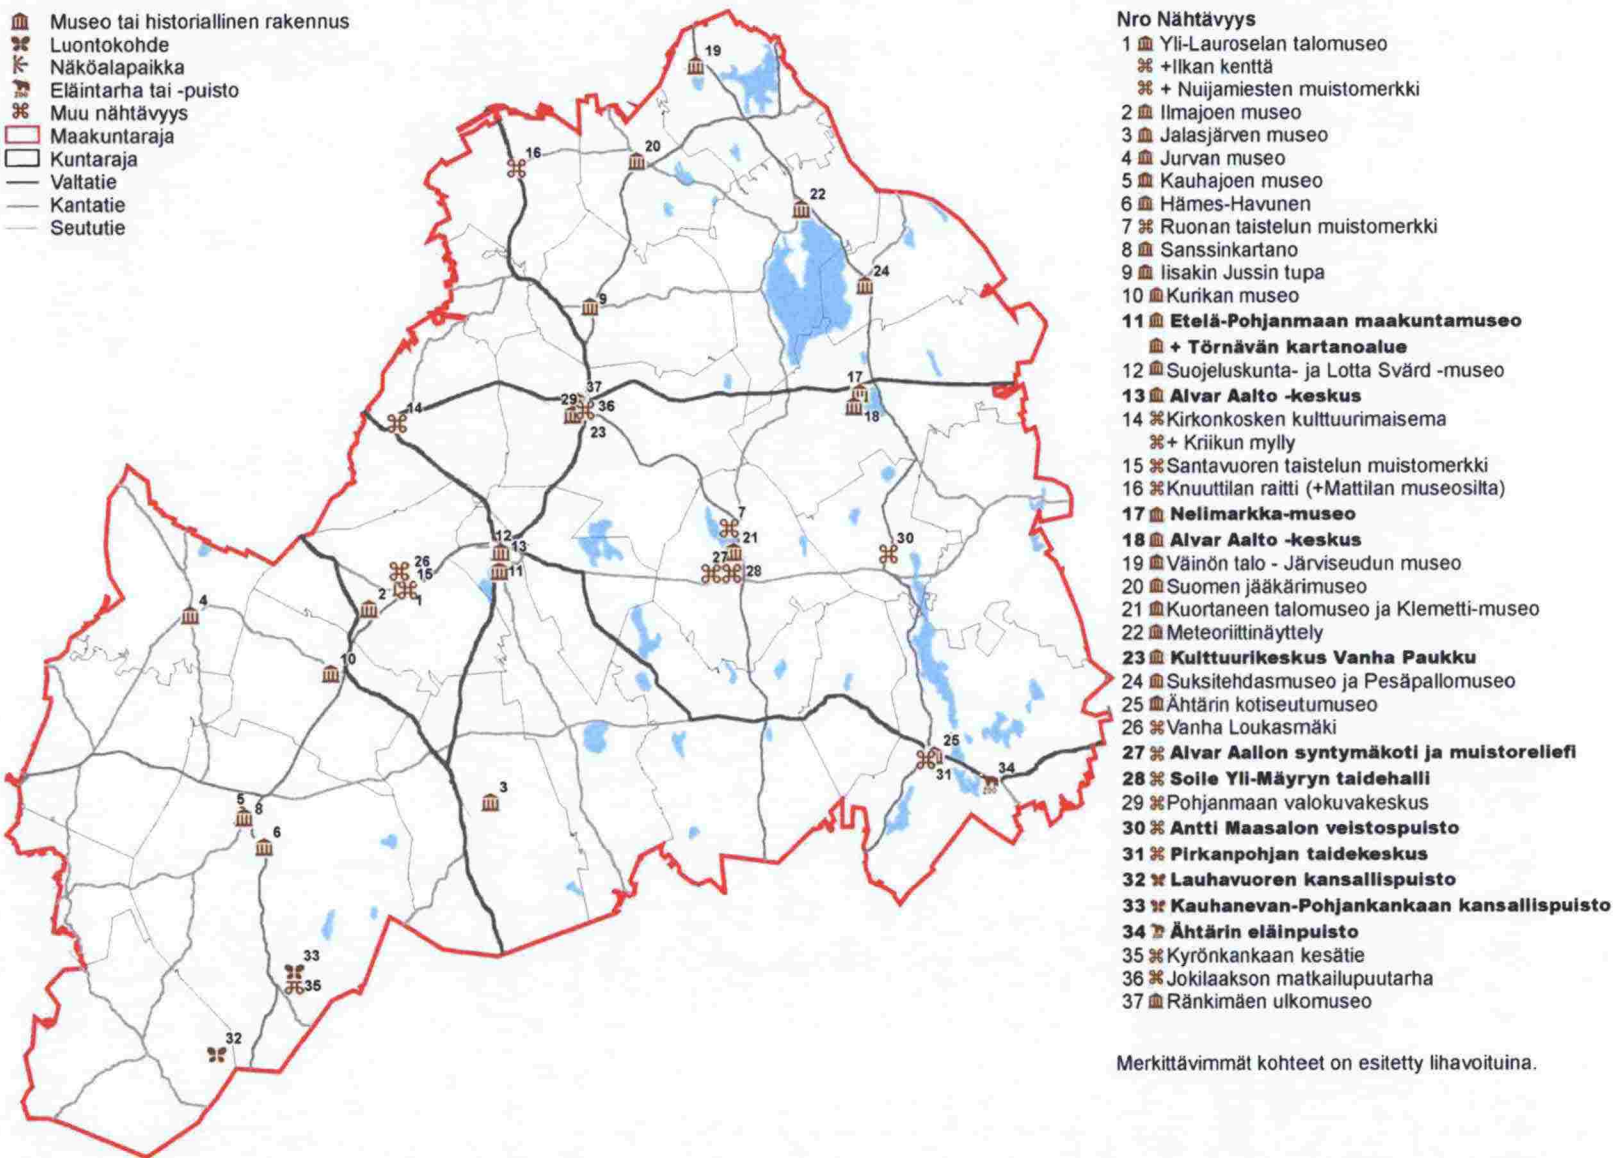 Museo tai historiallinen rakennus
Luontokohde
Näköalapaikka
Eläintarha tai -puisto
Muu nähtävyys
Maakuntaraja
Kuntaraja
Valtatie
Kantatie
Seututie
19
20
16
22
24
9
37
29
36
23
14
17
18
7
21
27
28
30
12
13
11
26
15
1
2
4
10
3
25
31
34
5
8
6
33
35
32
Nro Nähtävyys
1 Yli-Lauroselan talomuseo
+Ilkan kenttä
+ Nuijamiesten muistomerkki
2 Ilmajoen museo
3 Jalasjärven museo
4 Jurvan museo
5 Kauhajoen museo
6 Hämes-Havunen
7 Ruonan taistelun muistomerkki
8 Sanssinkartano
9 Iisakin Jussin tupa
10 Kurikan museo
11 Etelä-Pohjanmaan maakuntamuseo
+ Törnävän kartanoalue
12 Suojeluskunta- ja Lotta Svärd -museo
13 Alvar Aalto -keskus
14 Kirkonkosken kulttuurimaisema
+ Kriikun mylly
15 Santavuoren taistelun muistomerkki
16 Knuuttilan raitti (+Mattilan museosilta)
17 Nelimarkka-museo
18 Alvar Aalto -keskus
19 Väinön talo - Järviseudun museo
20 Suomen jääkärimuseo
21 Kuortaneen talomuseo ja Klemetti-museo
22 Meteoriittinäyttely
23 Kulttuurikeskus Vanha Paukku
24 Suksitehdasmuseo ja Pesäpallomuseo
25 Ähtärin kotiseutumuseo
26 Vanha Loukasmäki
27 Alvar Aallon syntymäkoti ja muistoreliefi
28 Soile Yli-Mäyryn taidehalli
29 Pohjanmaan valokuvakeskus
30 Antti Maasalon veistospuisto
31 Pirkanpohjan taidekeskus
32 Lauhavuoren kansallispuisto
33 Kauhanevan-Pohjankankaan kansallispuisto
34 Ähtärin eläinpuisto
35 Kyrönkankaan kesätie
36 Jokilaakson matkailupuutarha
37 Ränkimäen ulkomuseo
Merkittävimmät kohteet on esitetty lihavoituina.